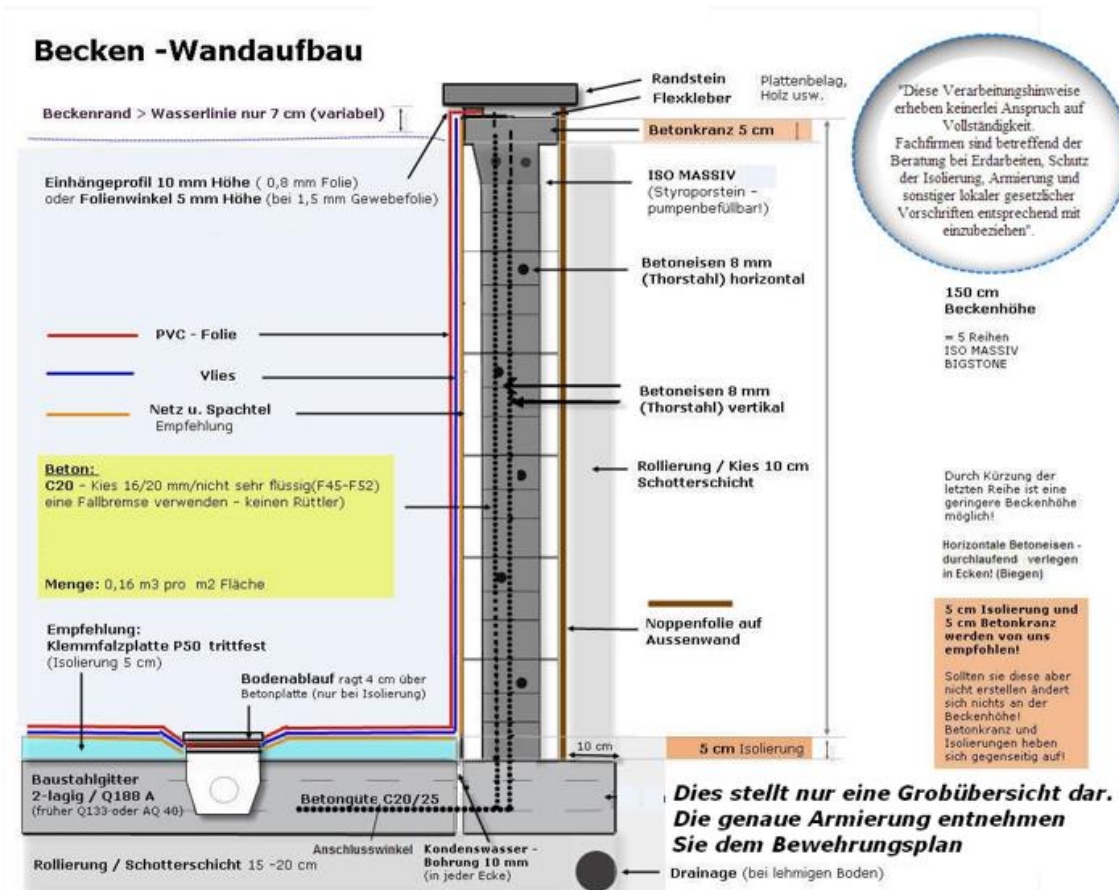 Becken -Wandaufbau
Beckenrand > Wasserlinie nur 7 cm (variabel)
Einhängeprofil 10 mm Höhe ( 0,8 mm Folie)
oder Folienwinkel 5 mm Höhe (bei 1,5 mm Gewebefolie)
PVC - Folie
Vlies
Netz u. Spachtel
Empfehlung
Beton:
C20 - Kies 16/20 mm/nicht sehr flüssig(F45-F52)
eine Fallbremse verwenden - keinen Rüttler)
Menge: 0,16 m3 pro m2 Fläche
Empfehlung:
Klemmfalzplatte P50 trittfest
(Isolierung 5 cm)
Bodenablauf ragt 4 cm über
Betonplatte (nur bei Isolierung)
Baustahlgitter
2-lagig / Q188 A
(früher Q133 oder AQ 40)
Betongüte C20/25
Anschlusswinkel
Kondenswasser -
Bohrung 10 mm
(in jeder Ecke)
Rollierung / Schotterschicht 15 -20 cm
Randstein
Flexkleber
Plattenbelag,
Holz usw.
Betonkranz 5 cm
ISO MASSIV
(Styroporstein -
pumpenbefüllbar!)
Betoneisen 8 mm
(Thorstahl) horizontal
Betoneisen 8 mm
(Thorstahl) vertikal
Rollierung / Kies 10 cm
Schotterschicht
Noppenfolie auf
Aussenwand
10 cm
5 cm Isolierung
Dies stellt nur eine Grobübersicht dar.
Die genaue Armierung entnehmen
Sie dem Bewehrungsplan
Drainage (bei lehmigen Boden)
"Diese Verarbeitungshinweise
erheben keinerlei Anspruch auf
Vollständigkeit.
Fachfirmen sind betreffend der
Beratung bei Erdarbeiten, Schutz
der Isolierung, Armierung und
sonstiger lokaler gesetzlicher
Vorschriften entsprechend mit
einzubeziehen".
150 cm
Beckenhöhe
= 5 Reihen
ISO MASSIV
BIGSTONE
Durch Kürzung der
letzten Reihe ist eine
geringere Beckenhöhe
möglich!
Horizontale Betoneisen -
durchlaufend verlegen
in Ecken! (Biegen)
5 cm Isolierung und
5 cm Betonkranz
werden von uns
empfohlen!
Sollten sie diese aber
nicht erstellen ändert
sich nichts an der
Beckenhöhe!
Betonkranz und
Isolierungen heben
sich gegenseitig auf!